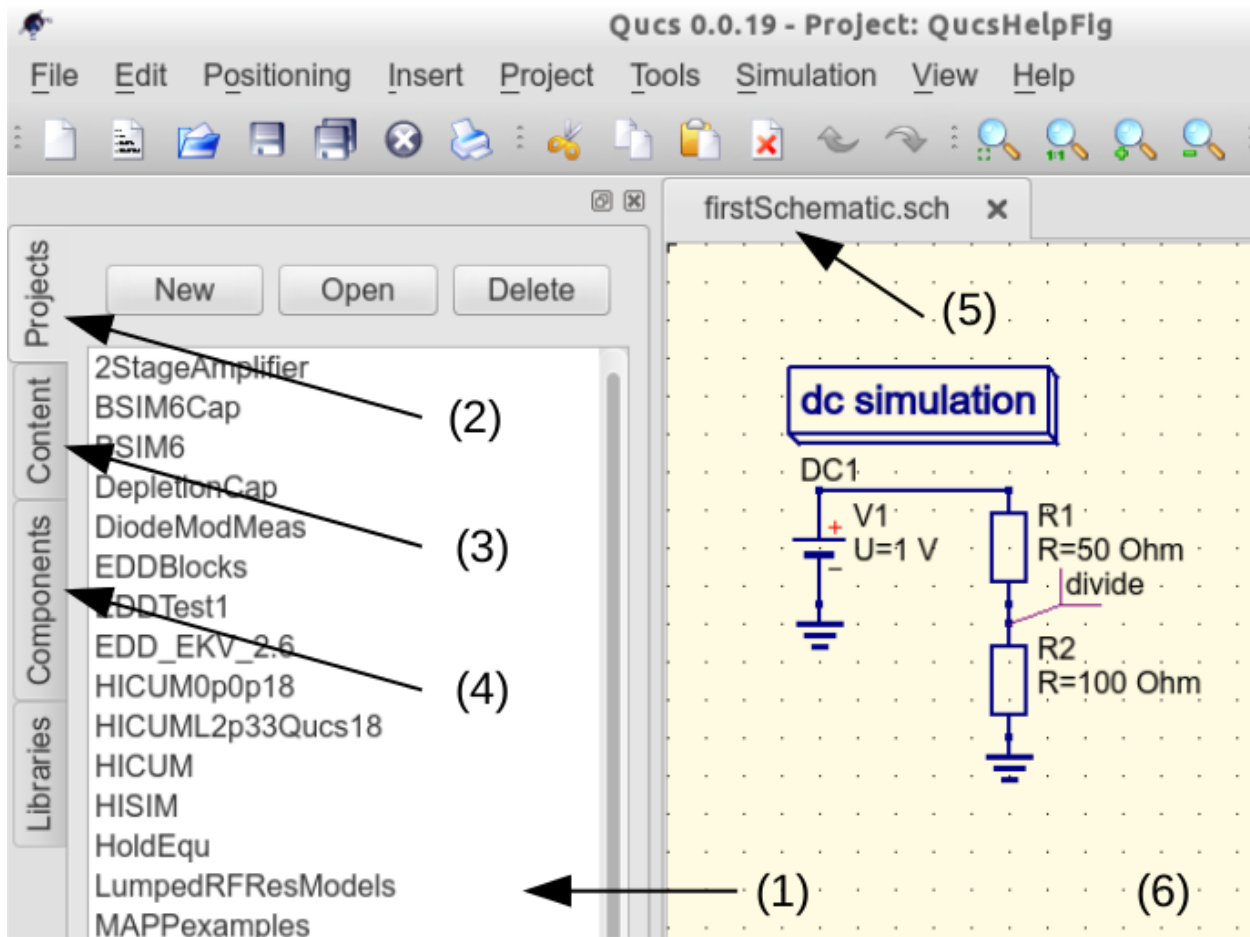 Qucs 0.0.19 - Project: QucsHelpFig
File Edit Positioning Insert Project Tools Simulation View Help
1:1
firstSchematic.sch
Projects
Content
Components
Libraries
New Open Delete
2StageAmplifier
BSIM6Cap
BSIM6
DepletionCap
DiodeModMeas
EDDBlocks
EDDTest1
EDD_EKV_2.6
HICUM0p0p18
HICUML2p33Qucs18
HICUM
HISIM
HoldEqu
LumpedRFResModels
MAPPexamples
(2)
(3)
(4)
(1)
(5)
dc simulation
DC1
V1
U=1 V
+
−
R1
R=50 Ohm
divide
R2
R=100 Ohm
(6)